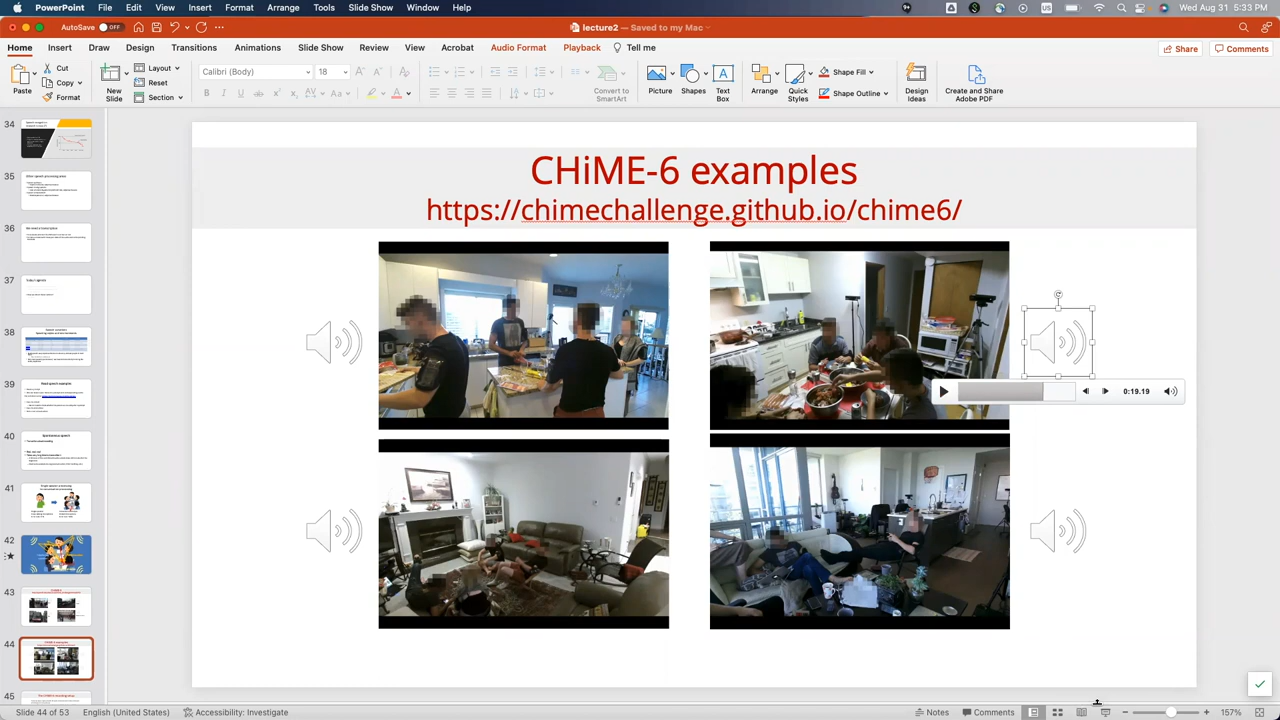 PowerPoint File Edit View Insert Format Arrange Tools Slide Show Window Help Wed Aug 31 5:33 PM
AutoSave OFF lecture2 — Saved to my Mac
Home Insert Draw Design Transitions Animations Slide Show Review View Acrobat Audio Format Playback Tell me Share Comments
Paste Cut Copy Format
New Slide Layout Reset Section
Calibri (Body) 18
Convert to SmartArt
Picture Shapes Text Box Arrange Quick Styles Shape Fill Shape Outline Design Ideas Create and Share Adobe PDF
34
35
37
38
39
40
41
42
43
44
45
CHiME-6 examples
https://chimechallenge.github.io/chime6/
0:19.19
Slide 44 of 53 English (United States) Accessibility: Investigate Notes Comments 157%